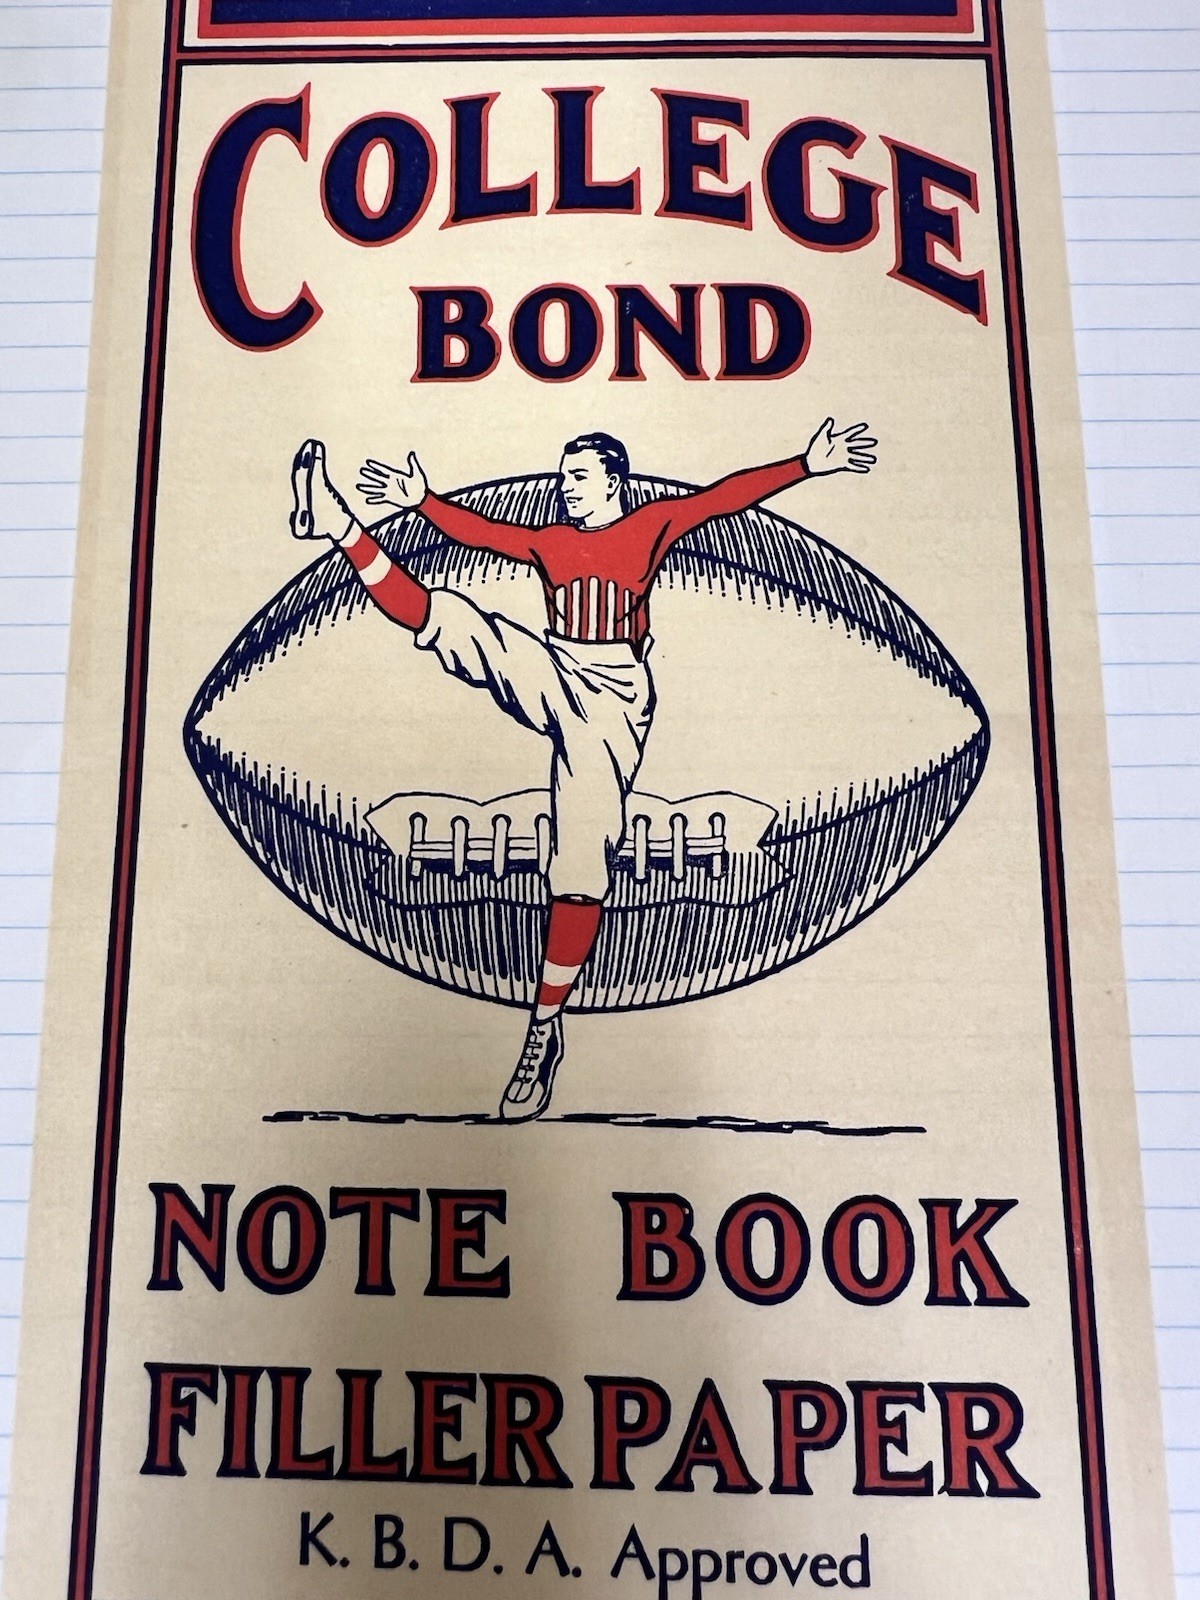 COLLEGE
BOND
NOTE BOOK
FILLER PAPER
K. B. D. A. Approved